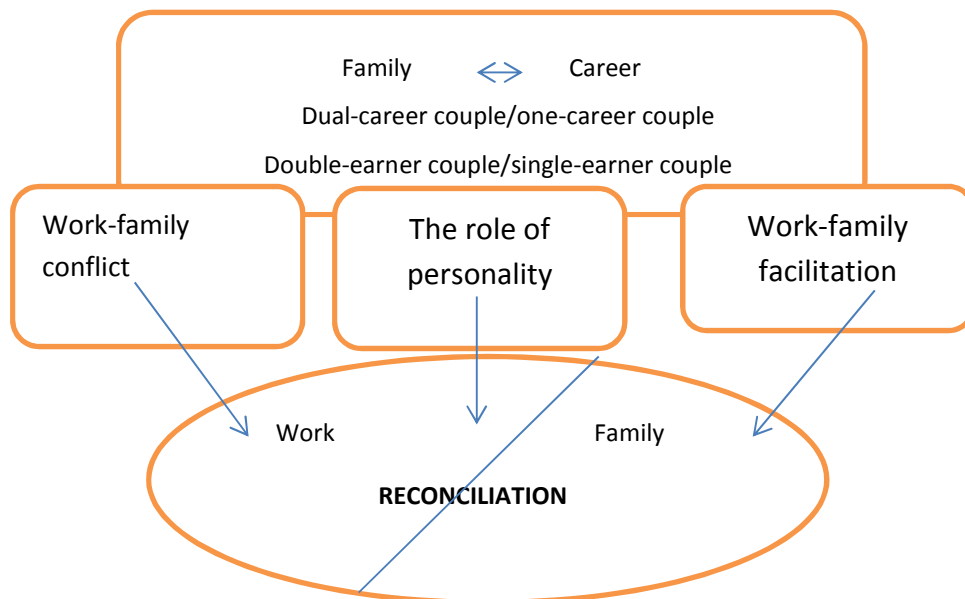 Family Career
Dual-career couple/one-career couple
Double-earner couple/single-earner couple
Work-family
conflict
The role of
personality
Work-family
facilitation
Work Family
RECONCILIATION